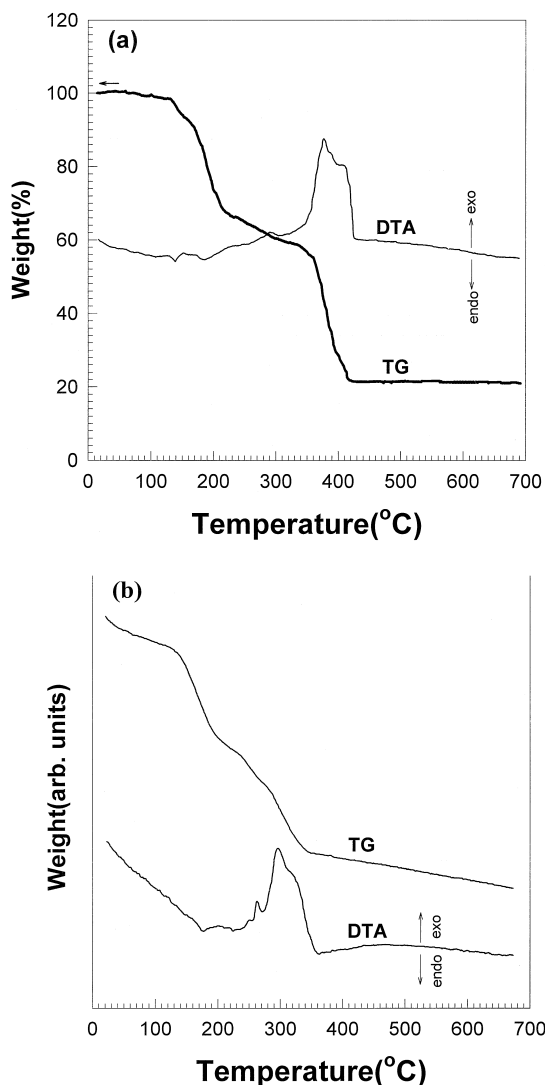 (a)
120
100
80
60
40
20
0
Weight(%)
DTA
exo
endo
TG
0 100 200 300 400 500 600 700
Temperature(°C)
(b)
Weight(arb. units)
TG
DTA
exo
endo
0 100 200 300 400 500 600 700
Temperature(°C)